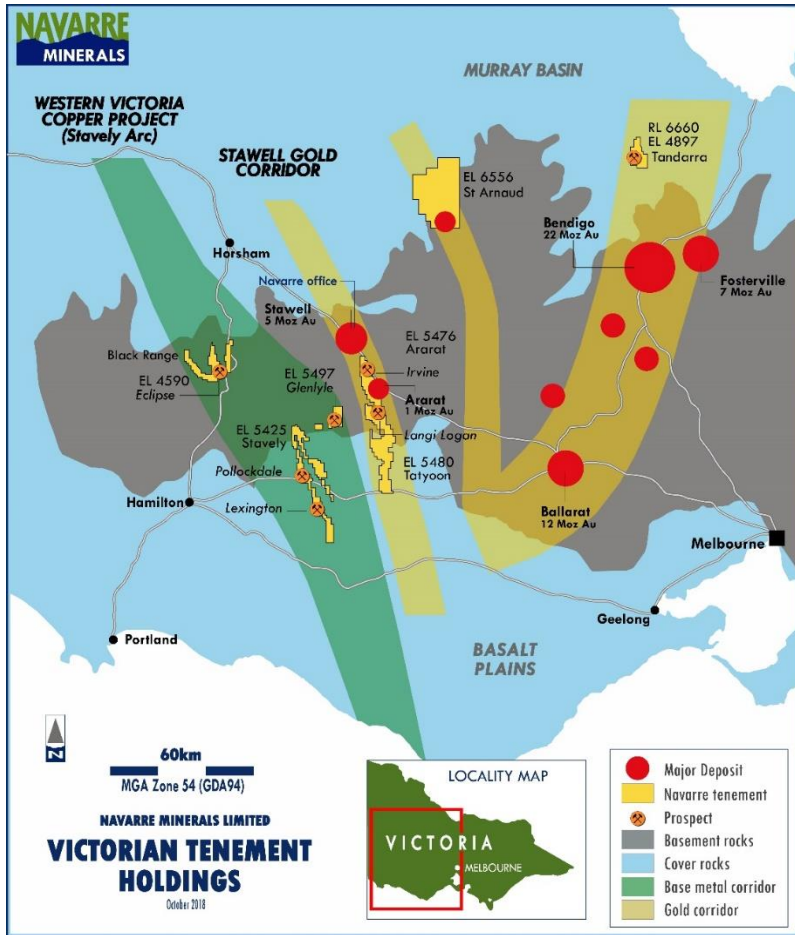 NAVARRE
MINERALS
MURRAY BASIN
WESTERN VICTORIA
COPPER PROJECT
(Stavely Arc)
STAWELL GOLD
CORRIDOR
RL 6660
EL 4897
Tandarra
EL 6556
St Arnaud
Bendigo
22 Moz Au
Horsham
Fosterville
7 Moz Au
Navarre office
Stawell
5 Moz Au
EL 5476
Ararat
Black Range
EL 4590
Eclipse
EL 5497
Glenlyle
Irvine
Ararat
1 Moz Au
EL 5425
Stavely
Langi Logan
EL 5480
Tatyoon
Pollockdale
Hamilton
Lexington
Ballarat
12 Moz Au
Melbourne
Geelong
Portland
BASALT
PLAINS
N
60km
MGA Zone 54 (GDA94)
NAVARRE MINERALS LIMITED
VICTORIAN TENEMENT
HOLDINGS
October 2018
LOCALITY MAP
VICTORIA
MELBOURNE
Major Deposit
Navarre tenement
Prospect
Basement rocks
Cover rocks
Base metal corridor
Gold corridor